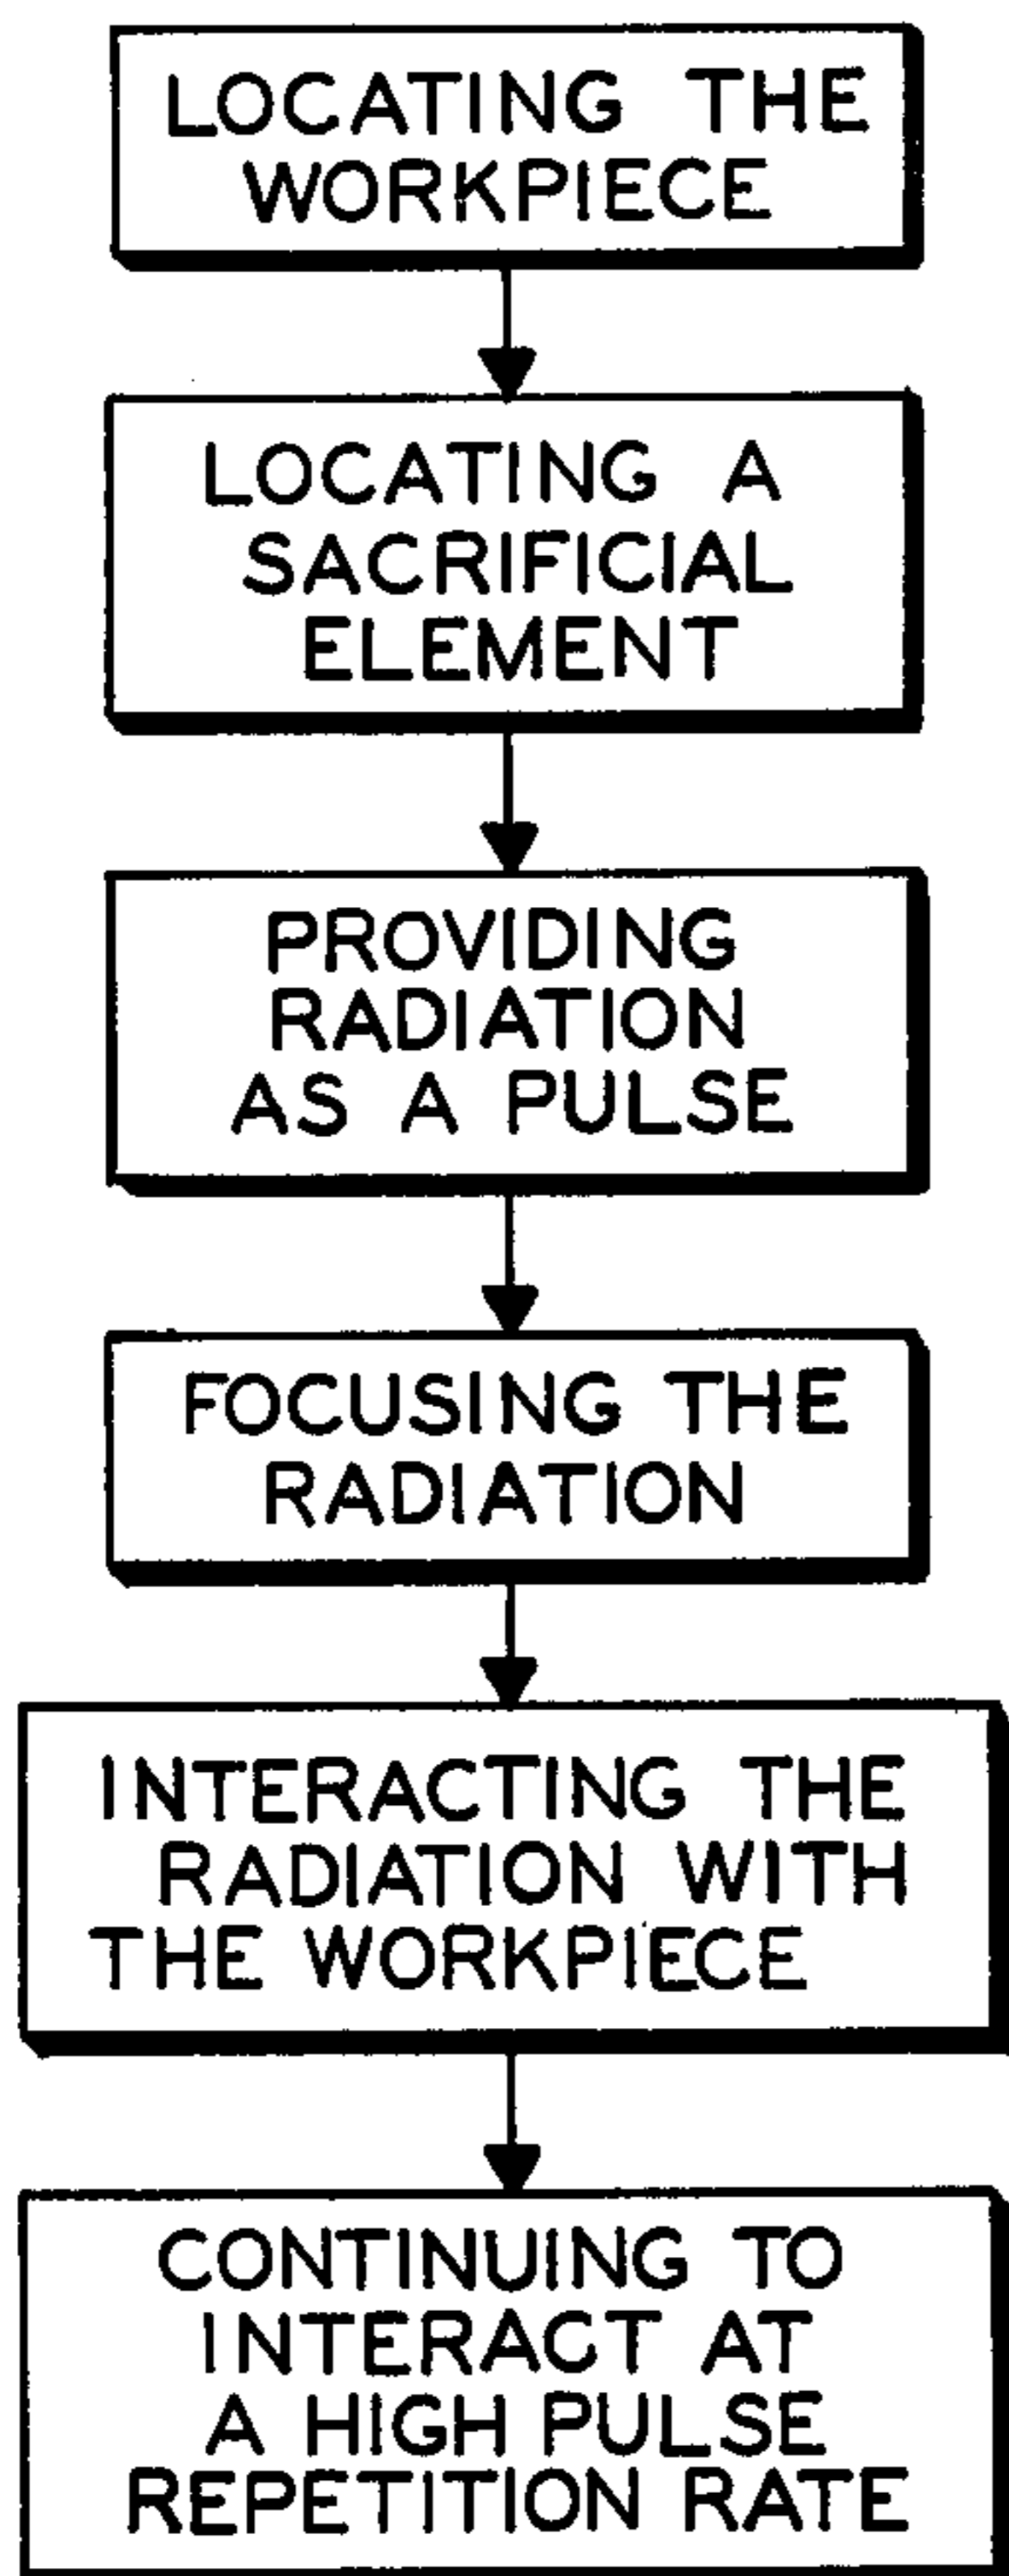 LOCATING THE
WORKPIECE
LOCATING A
SACRIFICIAL
ELEMENT
PROVIDING
RADIATION
AS A PULSE
FOCUSING THE
RADIATION
INTERACTING THE
RADIATION WITH
THE WORKPIECE
CONTINUING TO
INTERACT AT
A HIGH PULSE
REPETITION RATE